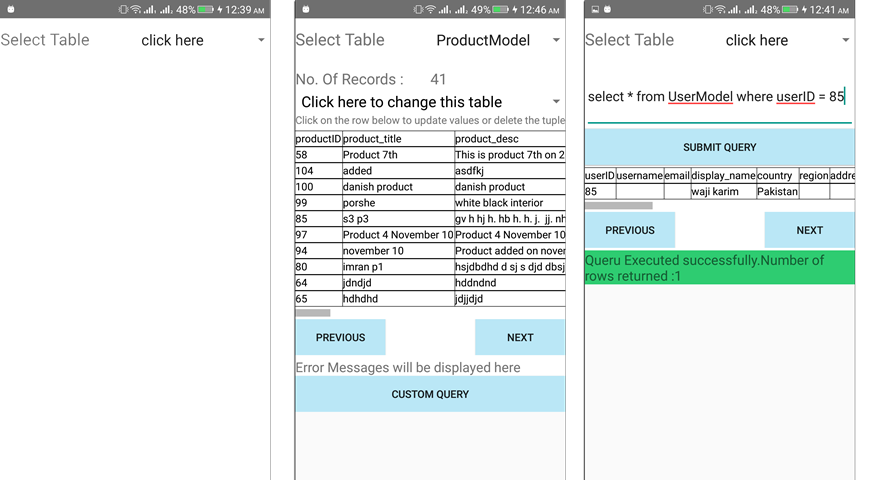 48% 12:39 AM
Select Table click here
49% 12:46 AM
Select Table ProductModel
No. Of Records : 41
Click here to change this table
Click on the row below to update values or delete the tuple
productID product_title product_desc
58 Product 7th This is product 7th on 2
104 added asdfkj
100 danish product danish product
99 porshe white black interior
85 s3 p3 gv h hj h. hb h. h. j. jj. nh
97 Product 4 November 10 Product 4 November 10
94 november 10 Product added on nover
80 imran p1 hsjdbdhd d sj s djd dbsj
64 jdndjd hddndnd
65 hdhdhd jdjjdjd
PREVIOUS NEXT
Error Messages will be displayed here
CUSTOM QUERY
48% 12:41 AM
Select Table click here
select * from UserModel where userID = 85
SUBMIT QUERY
userID username email display_name country region addre
85 waji karim Pakistan
PREVIOUS NEXT
Queru Executed successfully.Number of
rows returned :1